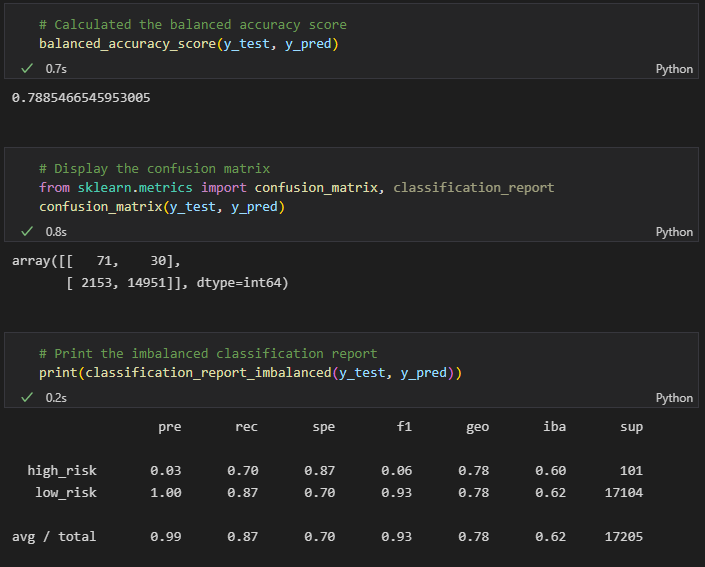 # Calculated the balanced accuracy score
balanced_accuracy_score(y_test, y_pred)
✓ 0.7s Python
0.7885466545953005
# Display the confusion matrix
from sklearn.metrics import confusion_matrix, classification_report
confusion_matrix(y_test, y_pred)
✓ 0.8s Python
array([[   71,    30],
       [ 2153, 14951]], dtype=int64)
# Print the imbalanced classification report
print(classification_report_imbalanced(y_test, y_pred))
✓ 0.2s Python
pre rec spe f1 geo iba sup
high_risk 0.03 0.70 0.87 0.06 0.78 0.60 101
low_risk 1.00 0.87 0.70 0.93 0.78 0.62 17104
avg / total 0.99 0.87 0.70 0.93 0.78 0.62 17205